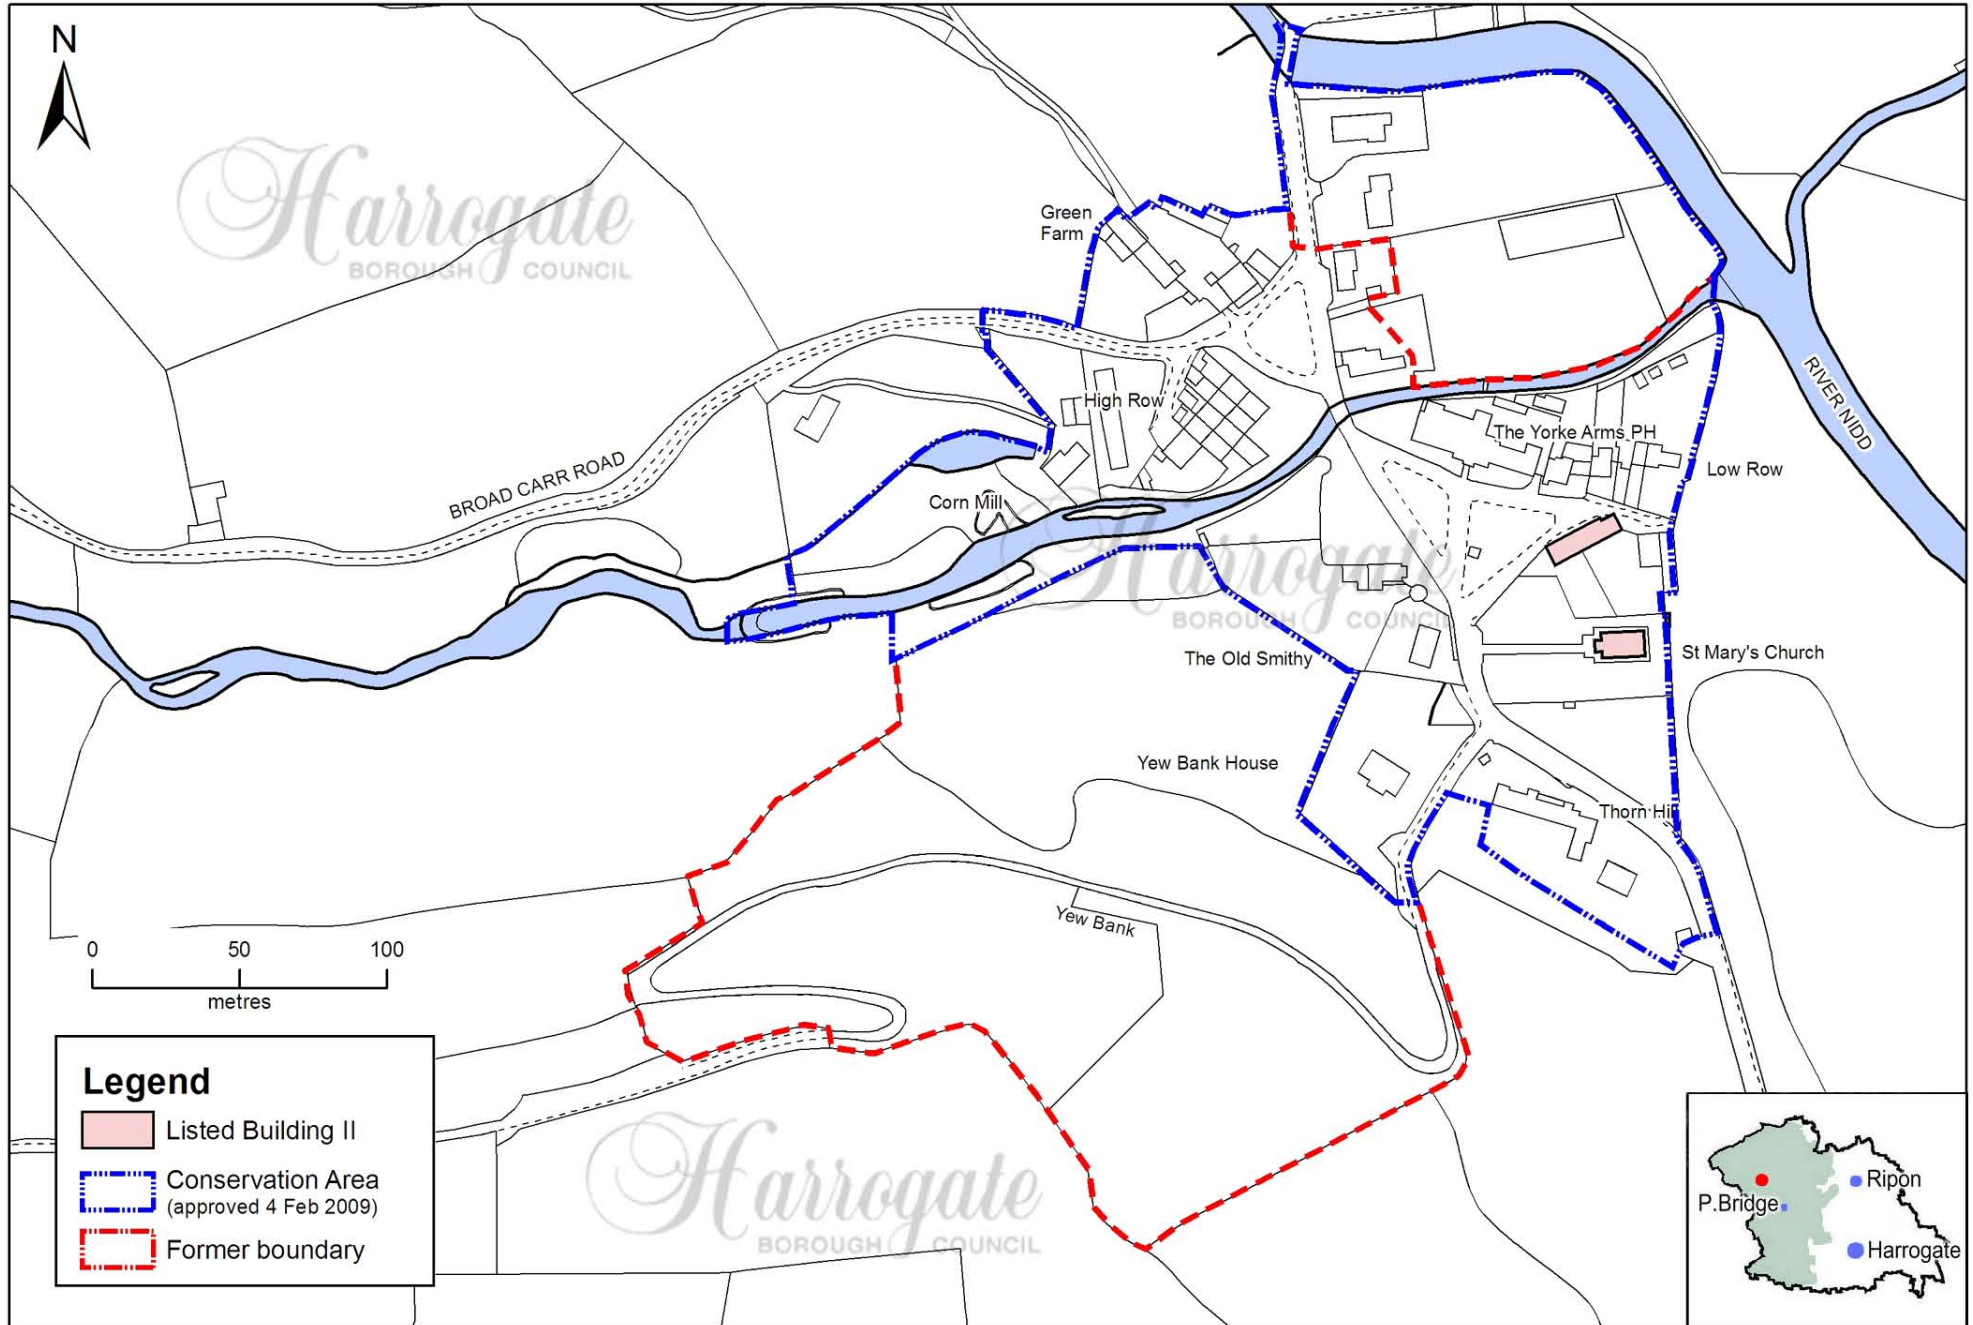 N
Harrogate
BOROUGH COUNCIL
Green
Farm
High Row
BROAD CARR ROAD
Corn Mill
The Yorke Arms PH
RIVER NIDD
Low Row
Harrogate
BOROUGH COUNCIL
The Old Smithy
St Mary's Church
Yew Bank House
Thorn Hill
Yew Bank
0 50 100
metres
Legend
Listed Building II
Conservation Area
(approved 4 Feb 2009)
Former boundary
Harrogate
BOROUGH COUNCIL
Ripon
P.Bridge
Harrogate